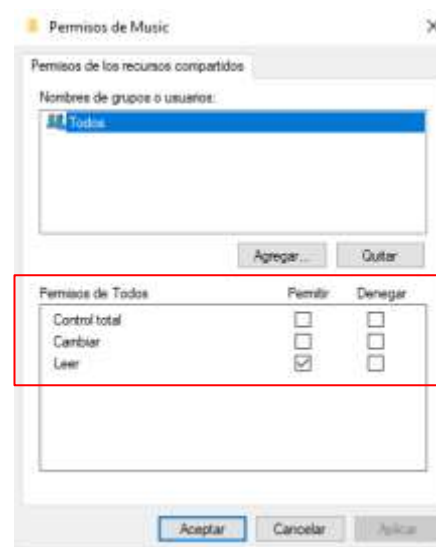 Permisos de Music
Permisos de los recursos compartidos
Nombres de grupos o usuarios:
Todos
Agregar... Quitar
Permisos de Todos Permitir Denegar
Control total
Cambiar
Leer
Aceptar Cancelar Aplicar